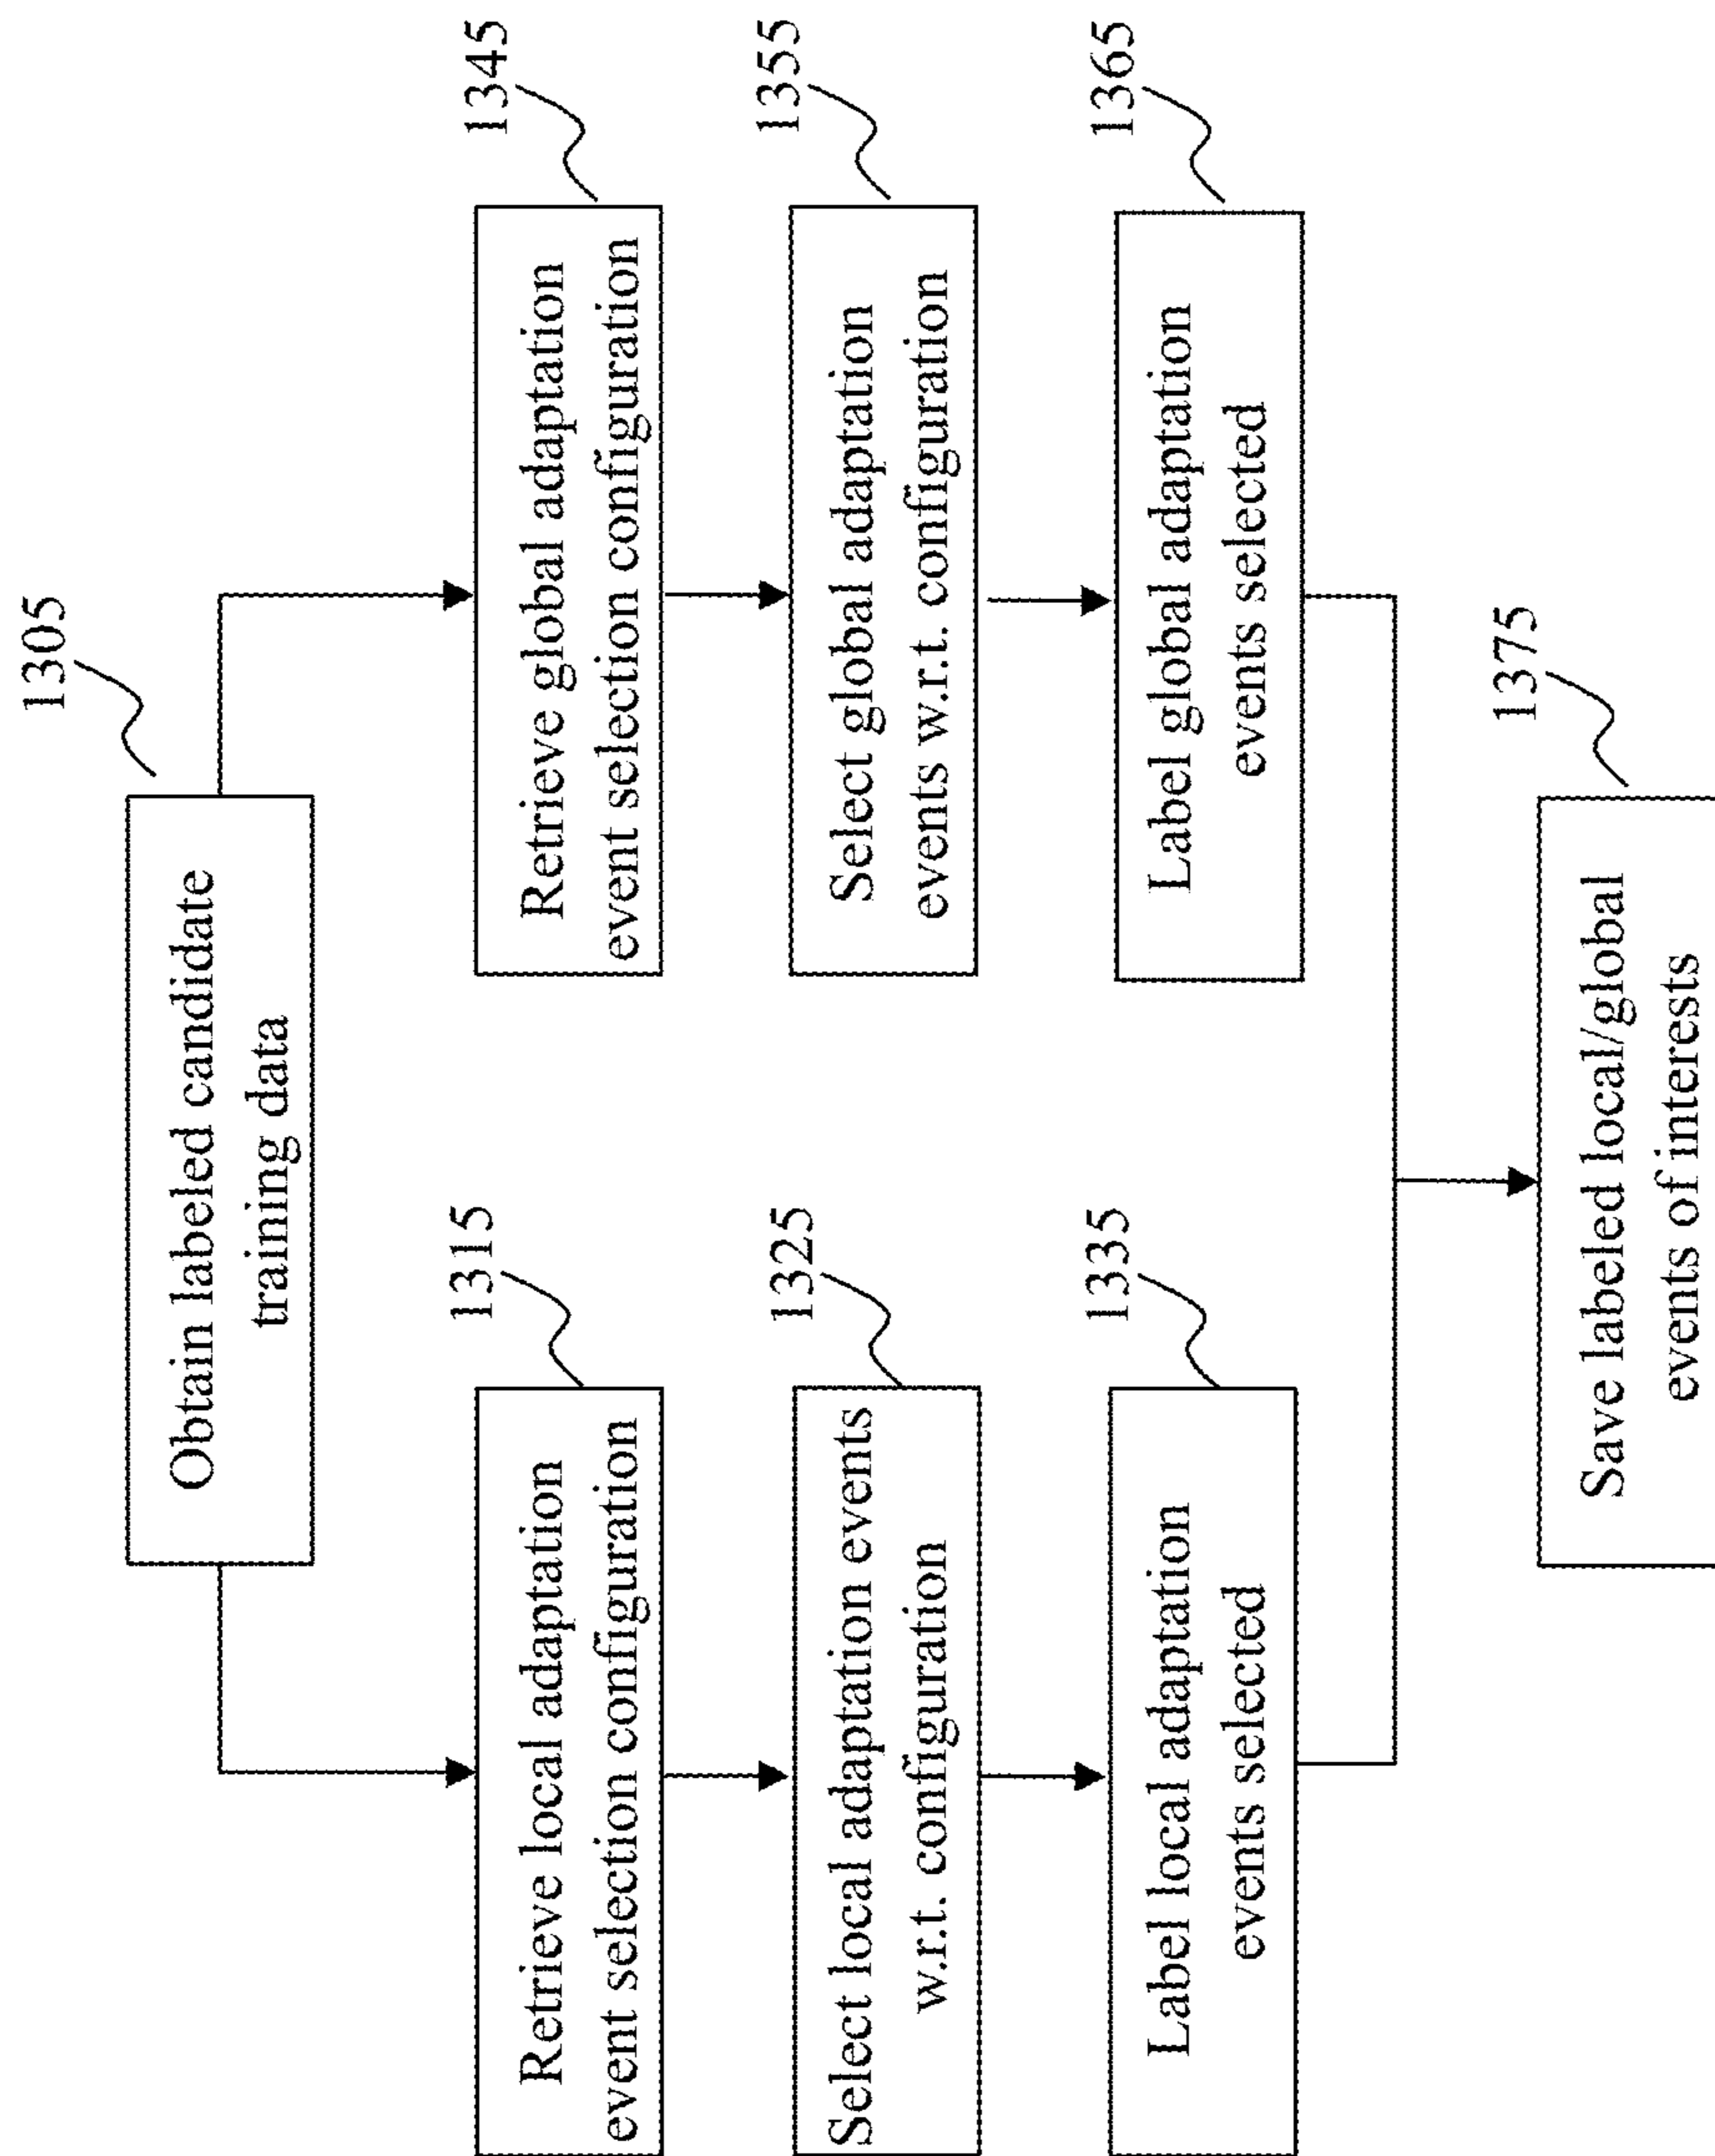 1305
Obtain labeled candidate
training data
1315
Retrieve local adaptation
event selection configuration
1345
Retrieve global adaptation
event selection configuration
1325
Select local adaptation events
w.r.t. configuration
1355
Select global adaptation
events w.r.t. configuration
1335
Label local adaptation
events selected
1365
Label global adaptation
events selected
1375
Save labeled local/global
events of interests